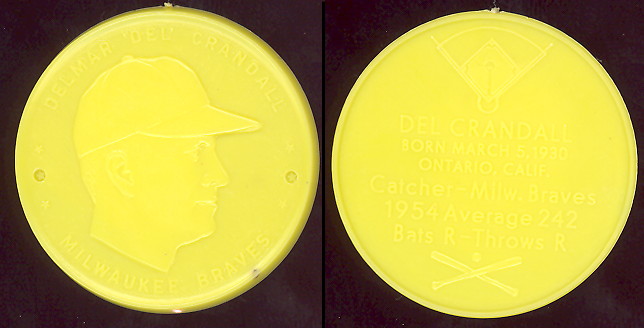 DELMAR 'DEL' CRANDALL
MILWAUKEE BRAVES
DEL CRANDALL
BORN MARCH 5, 1930
ONTARIO, CALIF.
Catcher-Milw. Braves
1954 Average 242
Bats R-Throws R